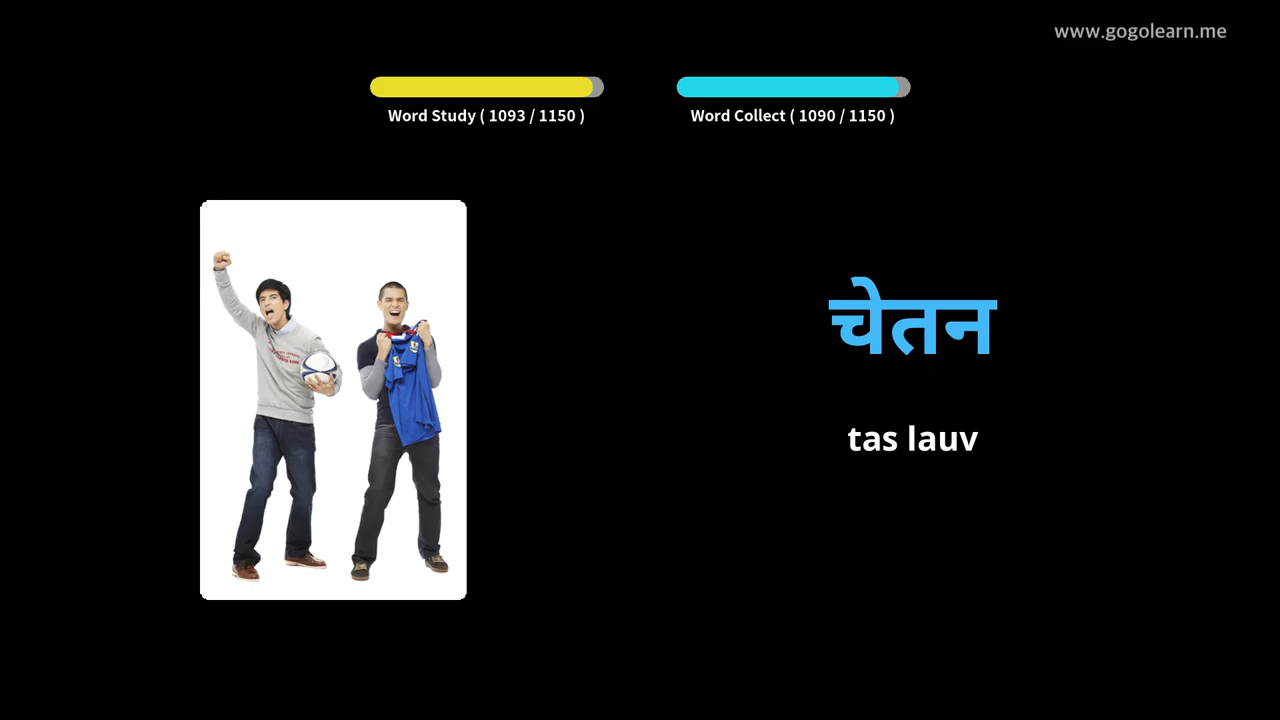 www.gogolearn.me
Word Study ( 1093 / 1150 )
Word Collect ( 1090 / 1150 )
चेतन
tas lauv